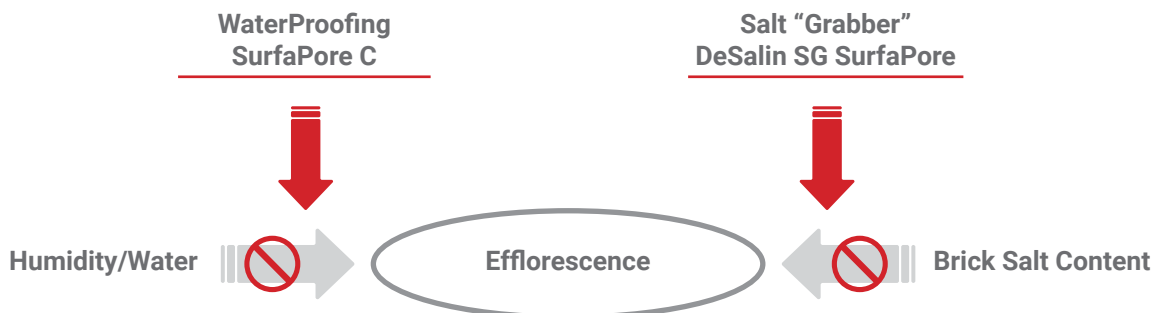 WaterProofing
SurfaPore C
Salt “Grabber”
DeSalin SG SurfaPore
Humidity/Water
Efflorescence
Brick Salt Content